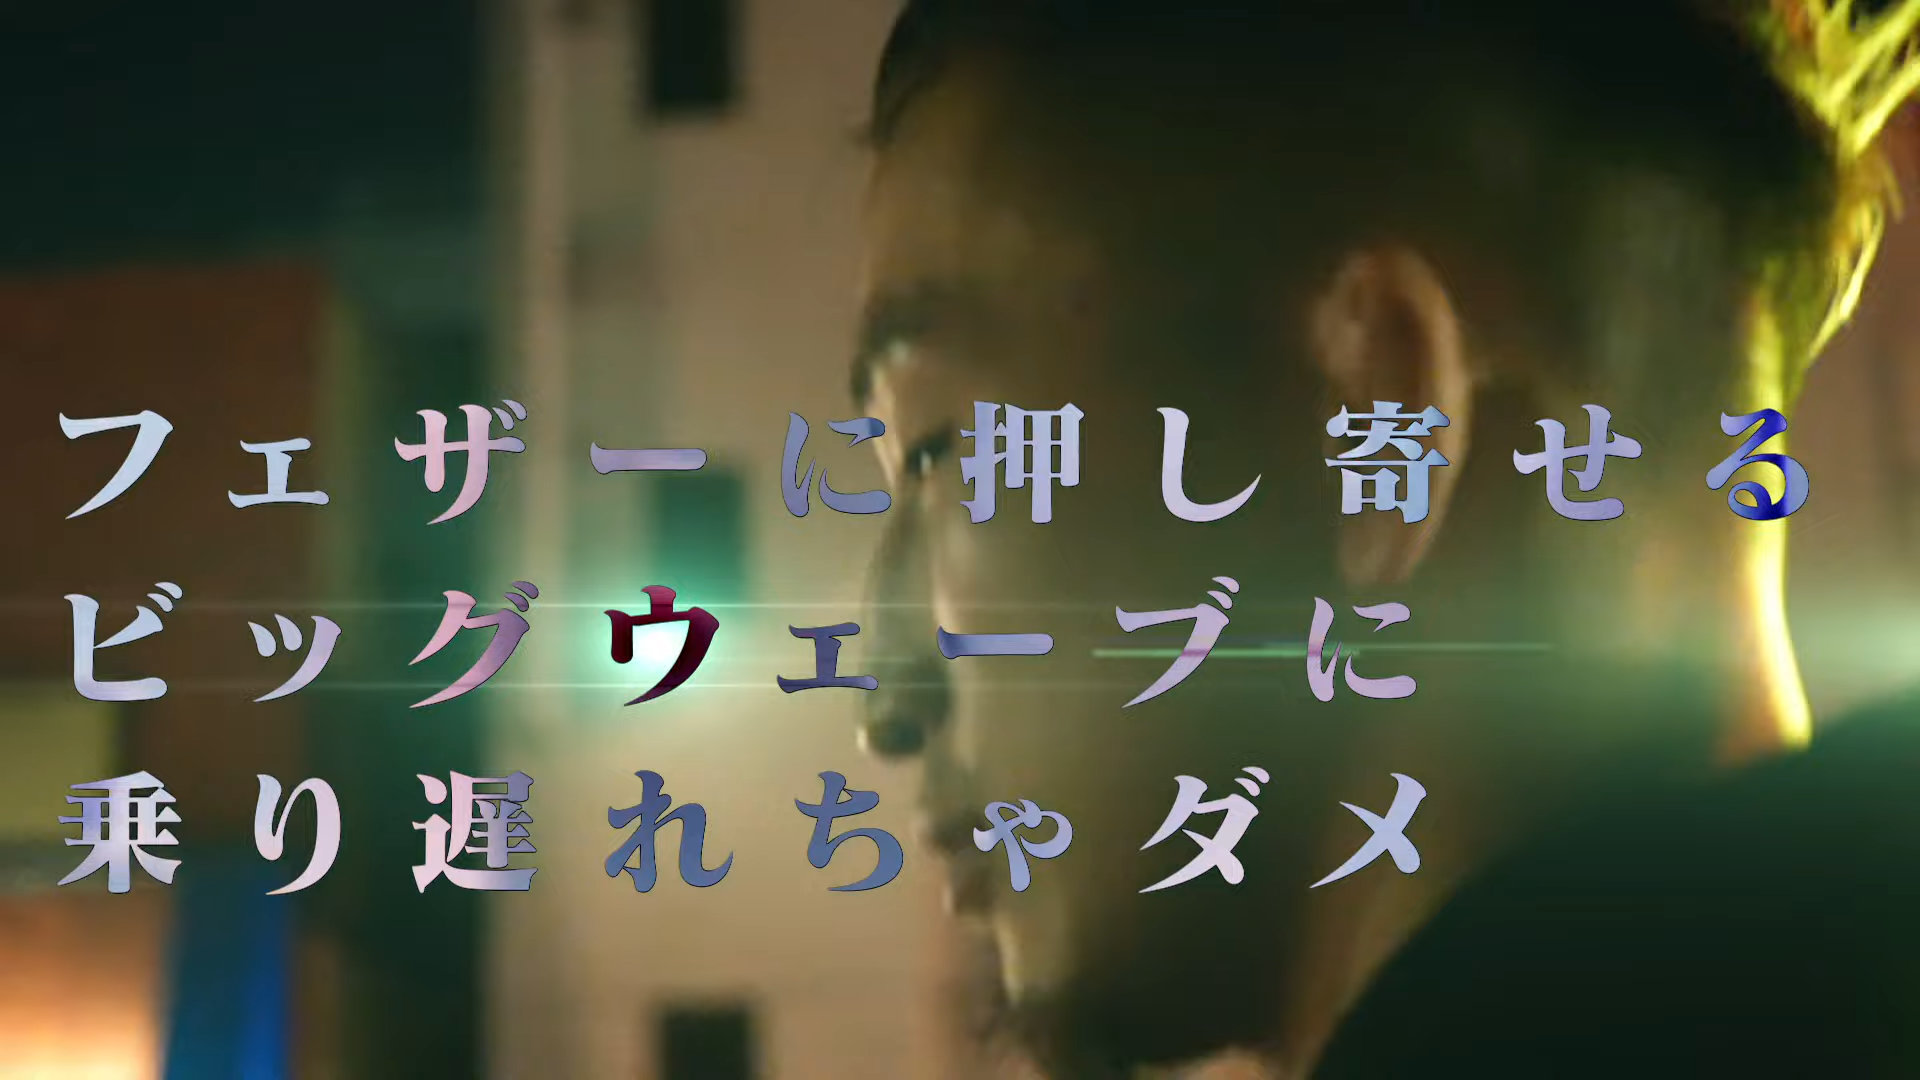 フェザーに押し寄せる
ビッグウェーブに
乗り遅れちゃダメ